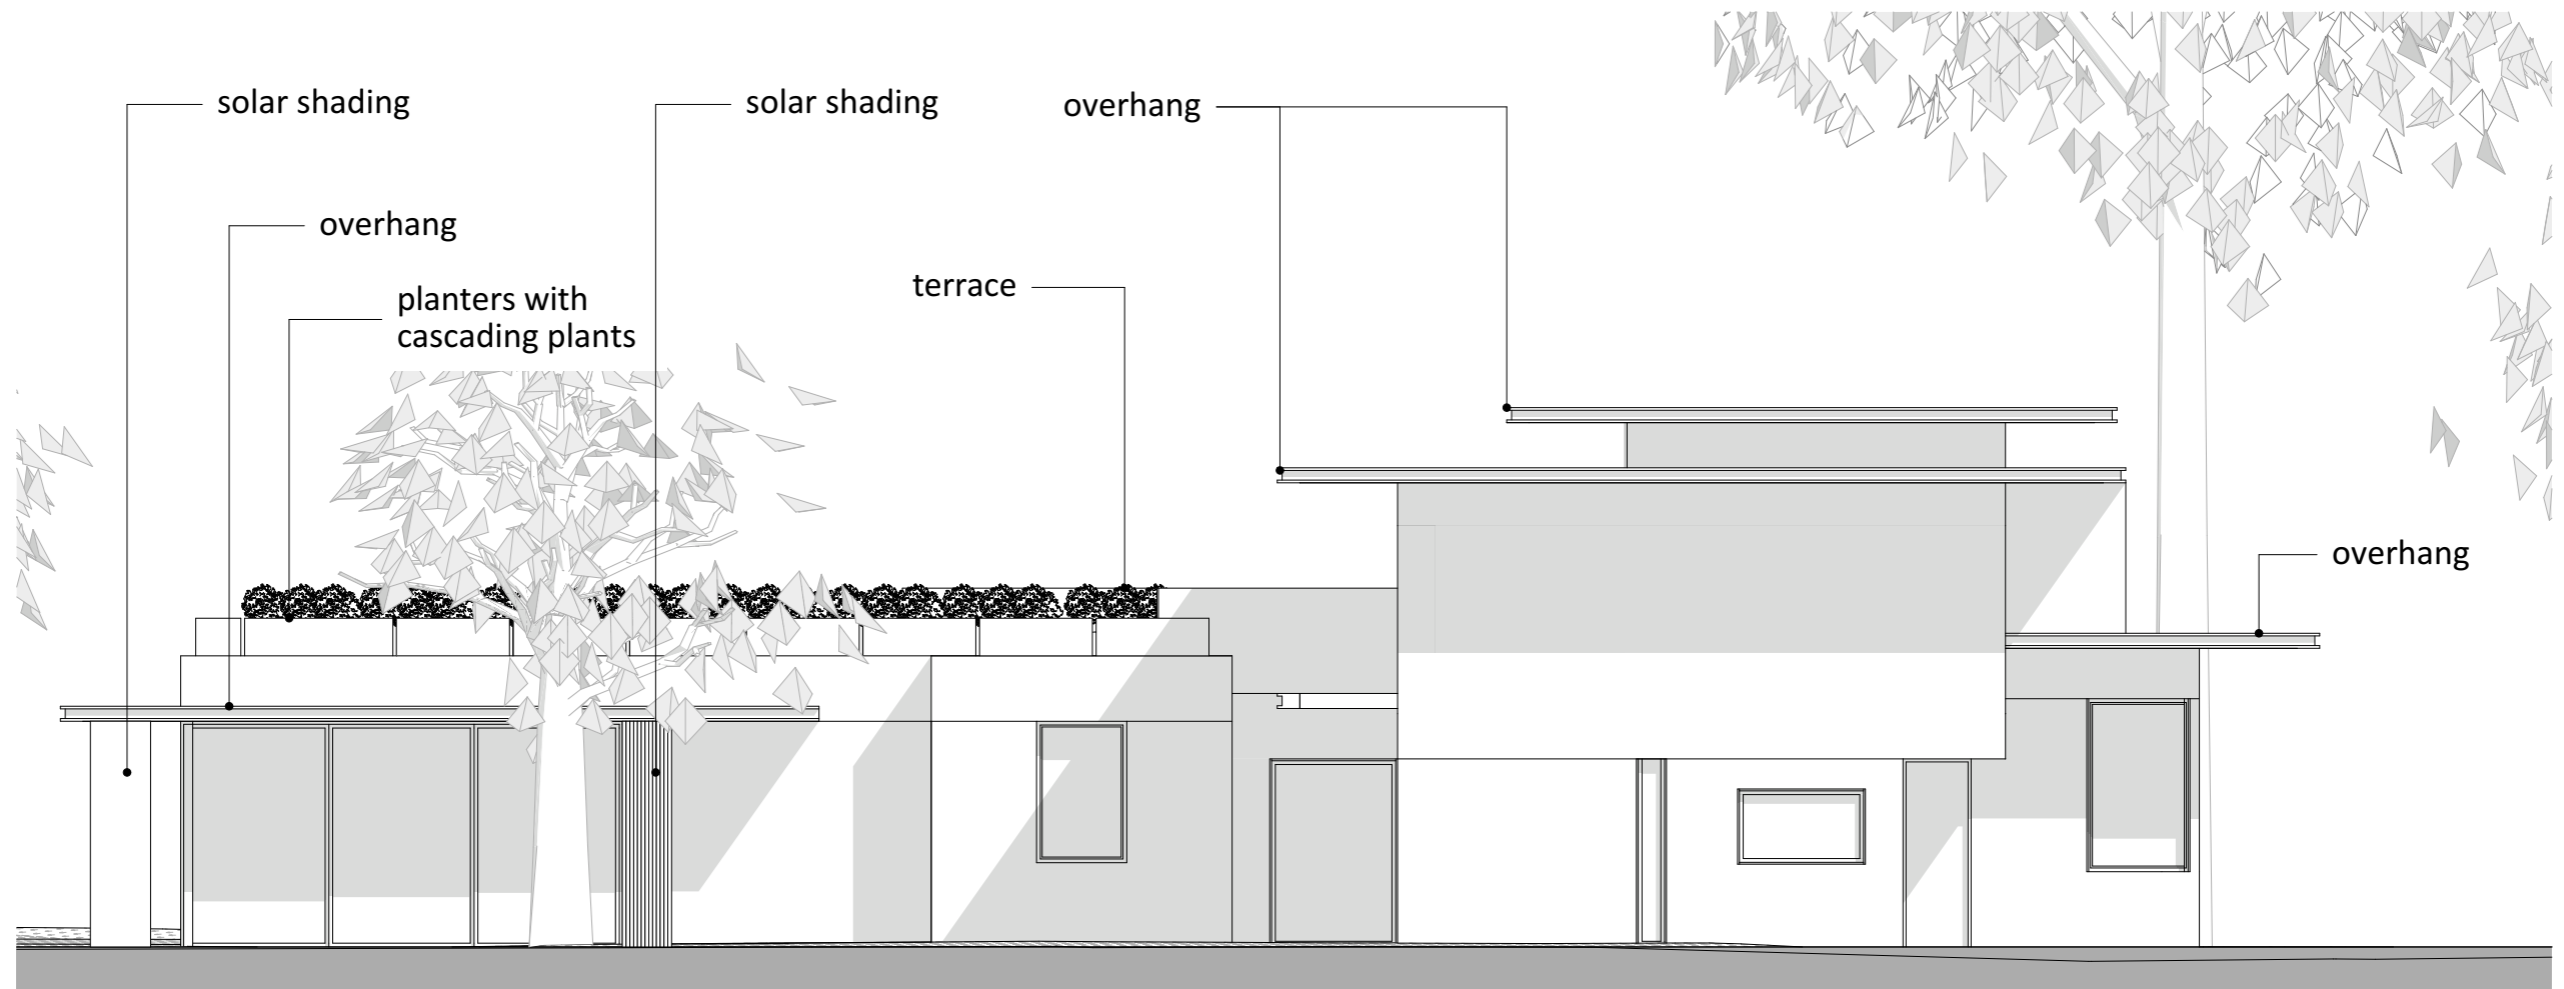 solar shading
solar shading
overhang
overhang
planters with
cascading plants
terrace
overhang